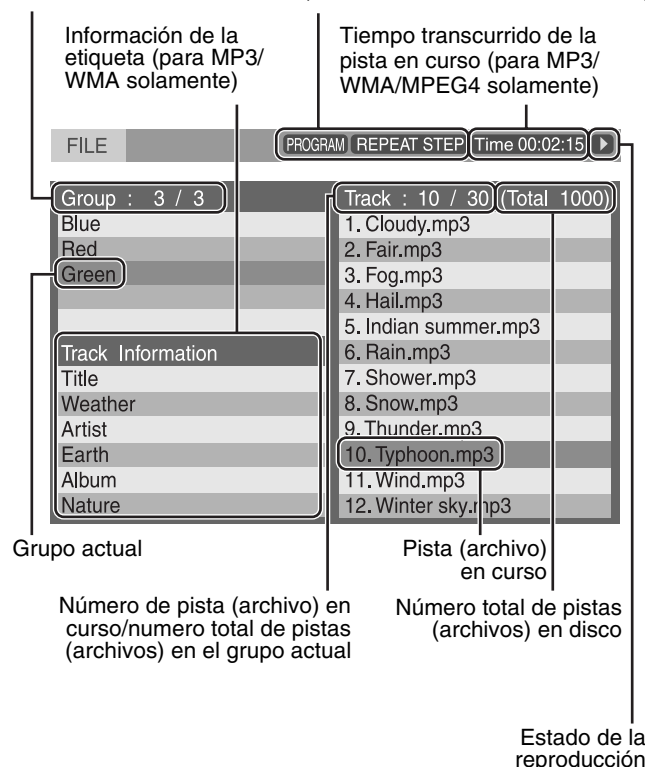 Información de la
etiqueta (para MP3/
WMA solamente)
Tiempo transcurrido de la
pista en curso (para MP3/
WMA/MPEG4 solamente)
FILE
PROGRAM REPEAT STEP Time 00:02:15
Group : 3 / 3
Blue
Red
Green
Track Information
Title
Weather
Artist
Earth
Album
Nature
Track : 10 / 30 (Total 1000)
1. Cloudy.mp3
2. Fair.mp3
3. Fog.mp3
4. Hail.mp3
5. Indian summer.mp3
6. Rain.mp3
7. Shower.mp3
8. Snow.mp3
9. Thunder.mp3
10. Typhoon.mp3
11. Wind.mp3
12. Winter sky.mp3
Grupo actual
Pista (archivo)
en curso
Número de pista (archivo) en
curso/numero total de pistas
(archivos) en el grupo actual
Número total de pistas
(archivos) en disco
Estado de la
reproducción